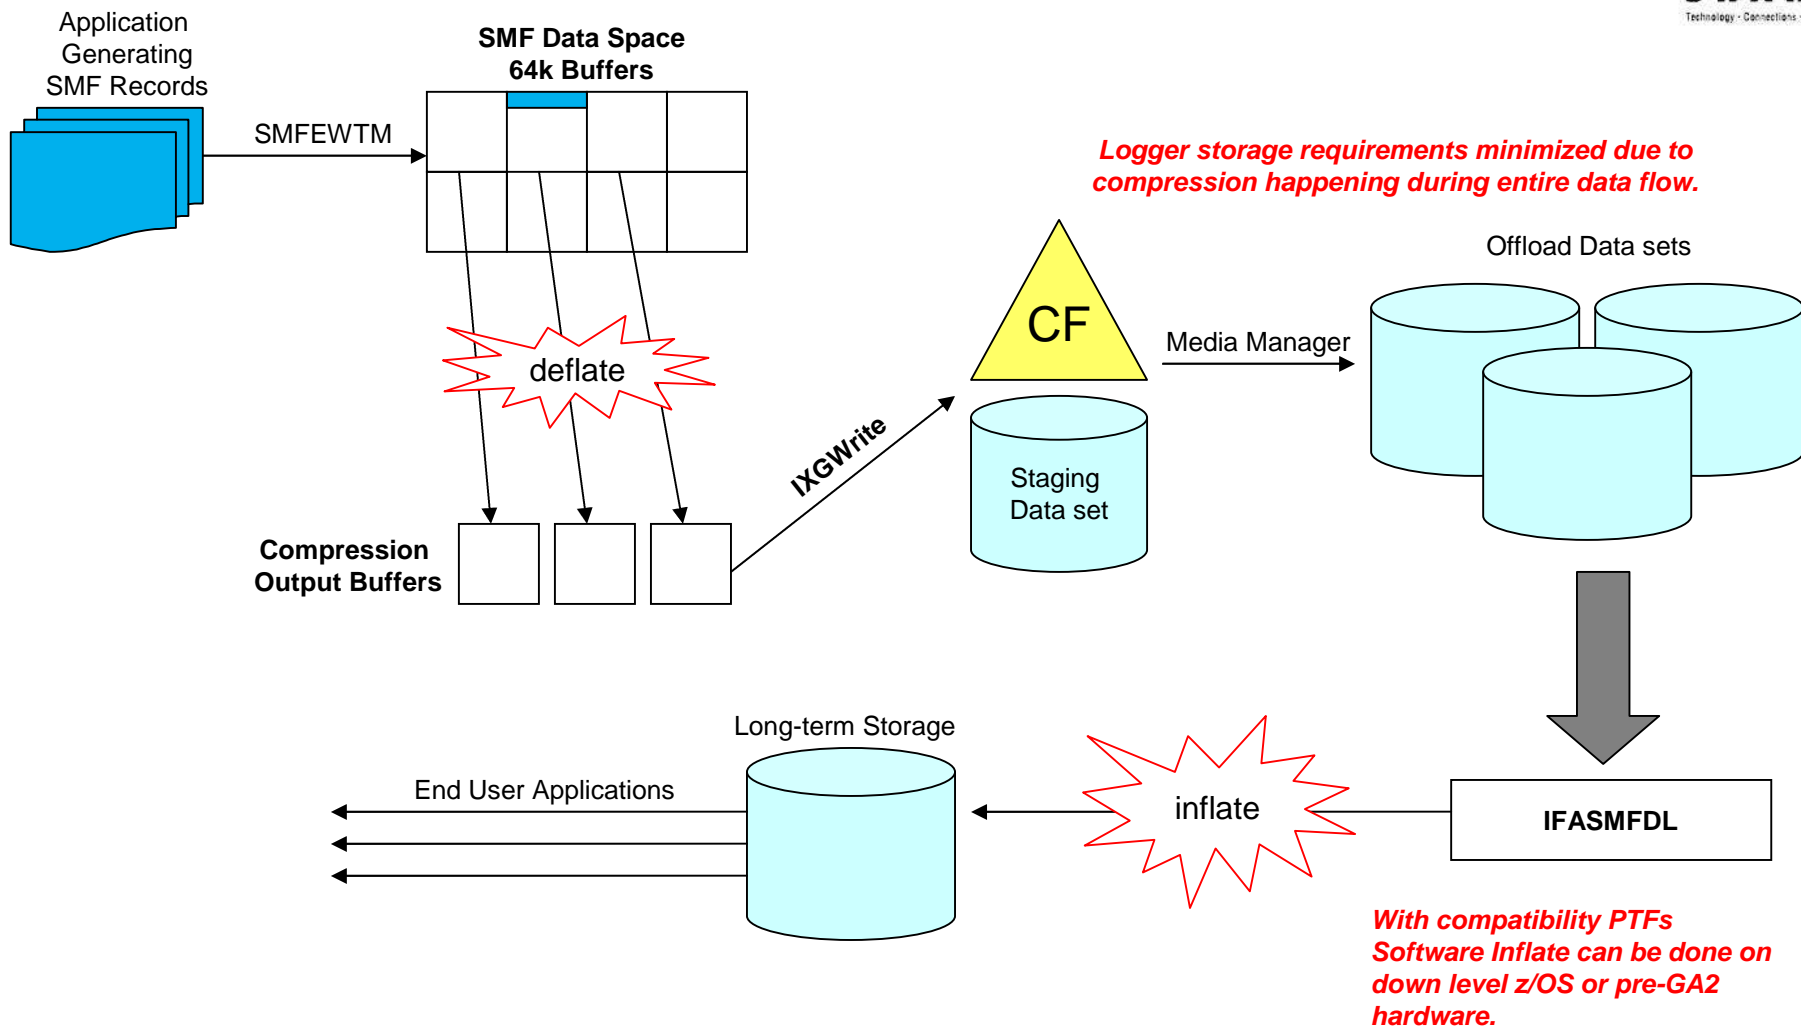 Technology · Connections ·
Application
Generating
SMF Records
SMF Data Space
64k Buffers
SMFEWTM
Logger storage requirements minimized due to
compression happening during entire data flow.
Offload Data sets
CF
Media Manager
deflate
IXGWrite
Staging
Data set
Compression
Output Buffers
Long-term Storage
End User Applications
inflate
IFASMFDL
With compatibility PTFs
Software Inflate can be done on
down level z/OS or pre-GA2
hardware.